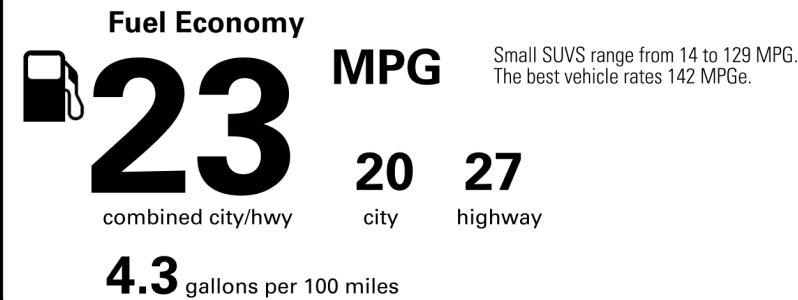 Fuel Economy
23
MPG
Small SUVS range from 14 to 129 MPG.
The best vehicle rates 142 MPGe.
combined city/hwy
20
city
27
highway
4.3 gallons per 100 miles